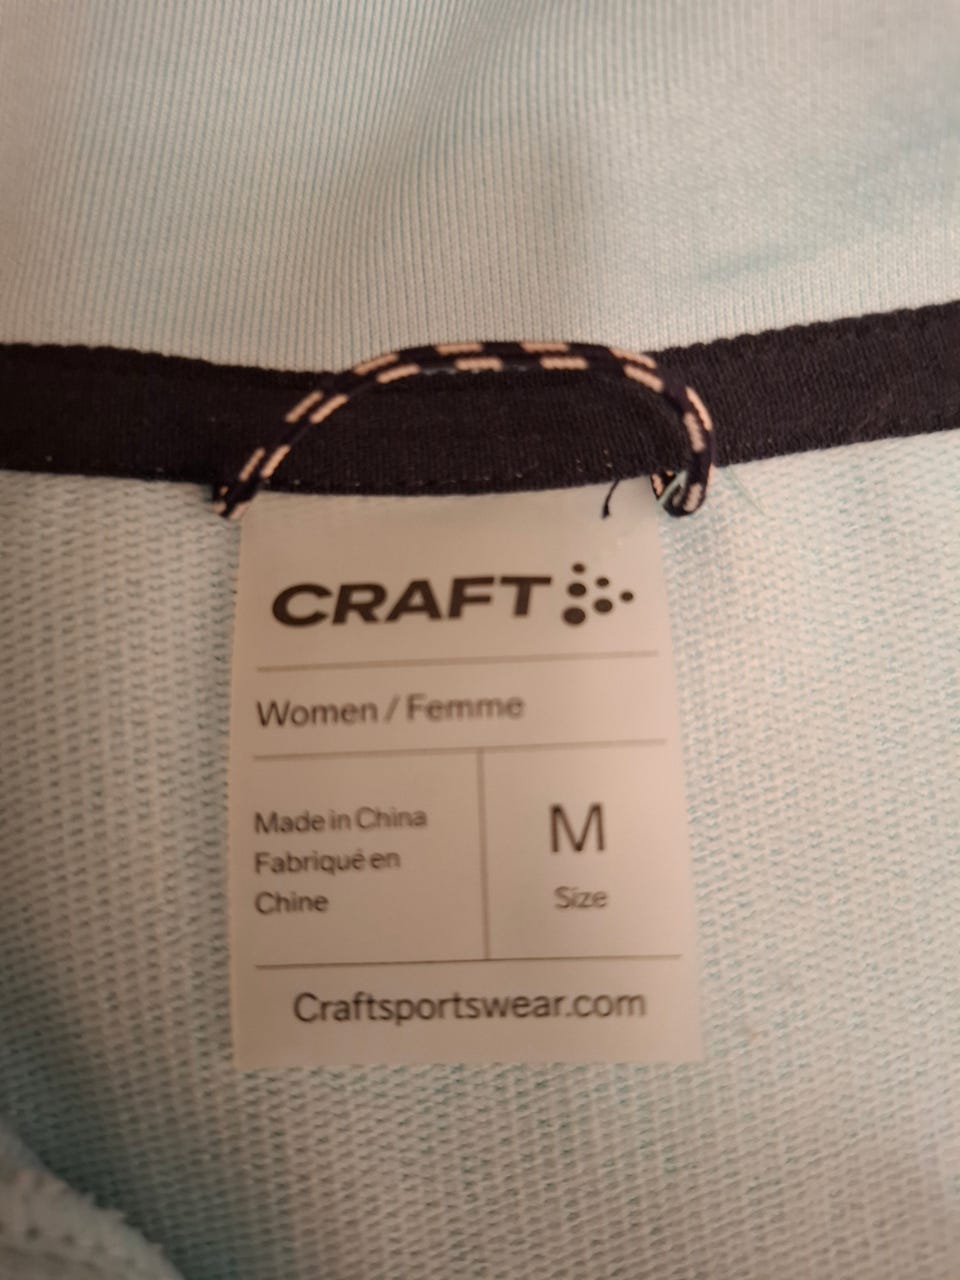 CRAFT
Women / Femme
Made in China
Fabriqué en
Chine
M
Size
Craftsportswear.com